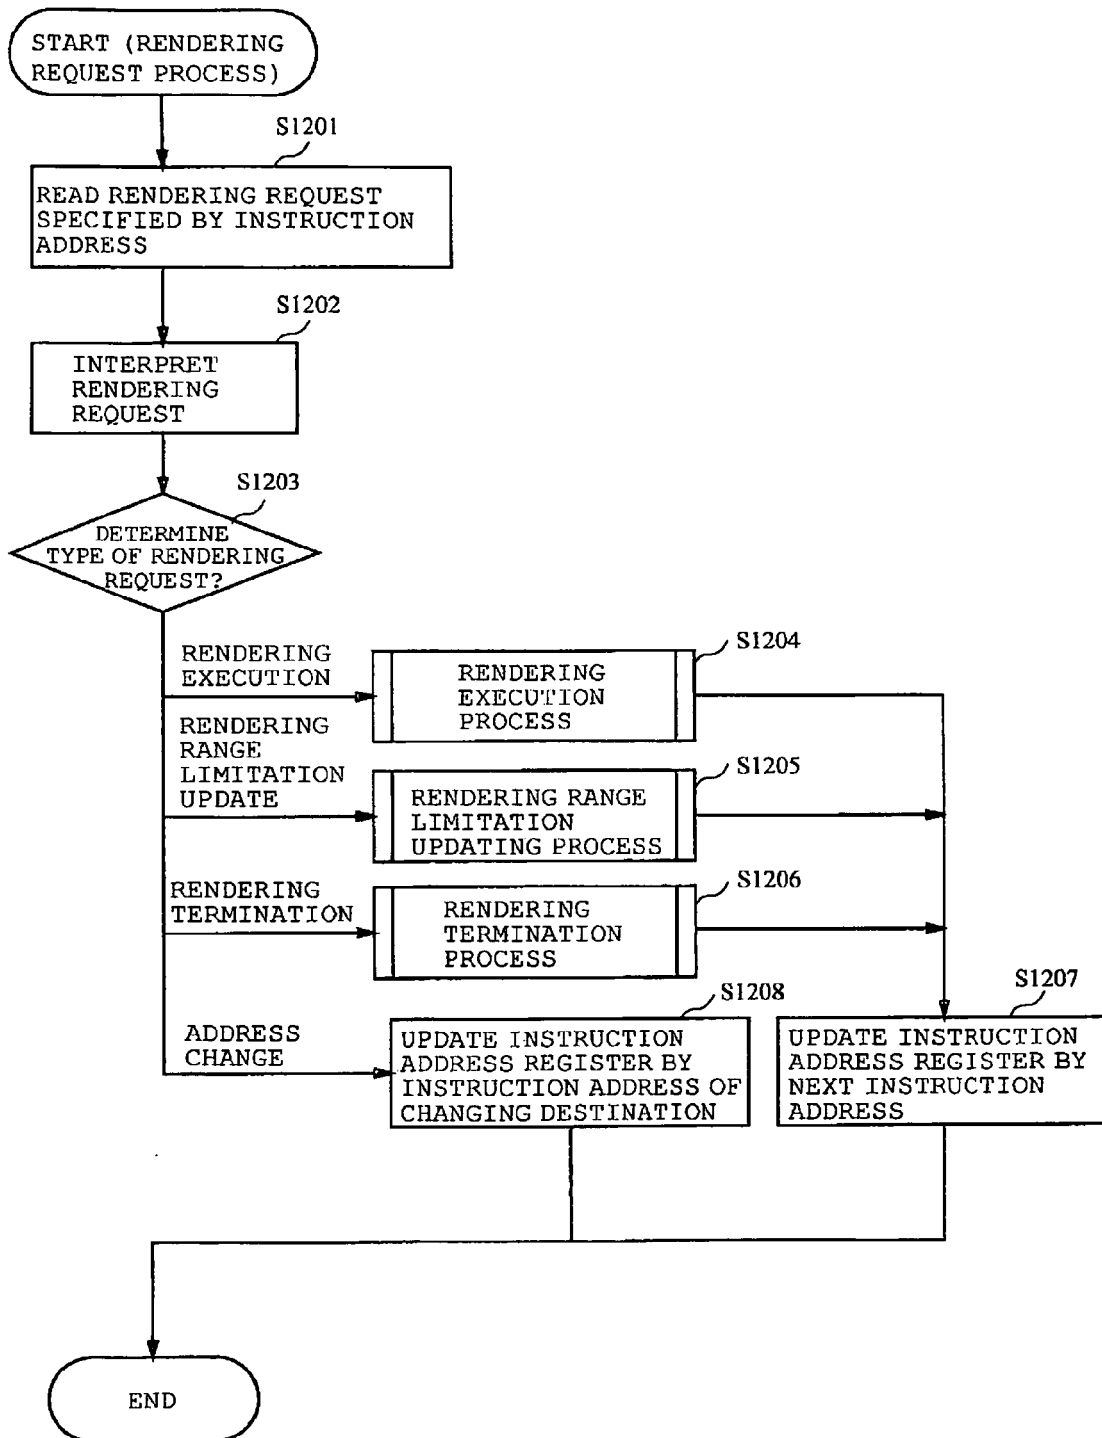 START (RENDERING
REQUEST PROCESS)
S1201
READ RENDERING REQUEST
SPECIFIED BY INSTRUCTION
ADDRESS
S1202
INTERPRET
RENDERING
REQUEST
S1203
DETERMINE
TYPE OF RENDERING
REQUEST?
RENDERING
EXECUTION
S1204
RENDERING
EXECUTION
PROCESS
RENDERING
RANGE
LIMITATION
UPDATE
S1205
RENDERING RANGE
LIMITATION
UPDATING PROCESS
RENDERING
TERMINATION
S1206
RENDERING
TERMINATION
PROCESS
ADDRESS
CHANGE
S1208
UPDATE INSTRUCTION
ADDRESS REGISTER BY
INSTRUCTION ADDRESS OF
CHANGING DESTINATION
S1207
UPDATE INSTRUCTION
ADDRESS REGISTER BY
NEXT INSTRUCTION
ADDRESS
END